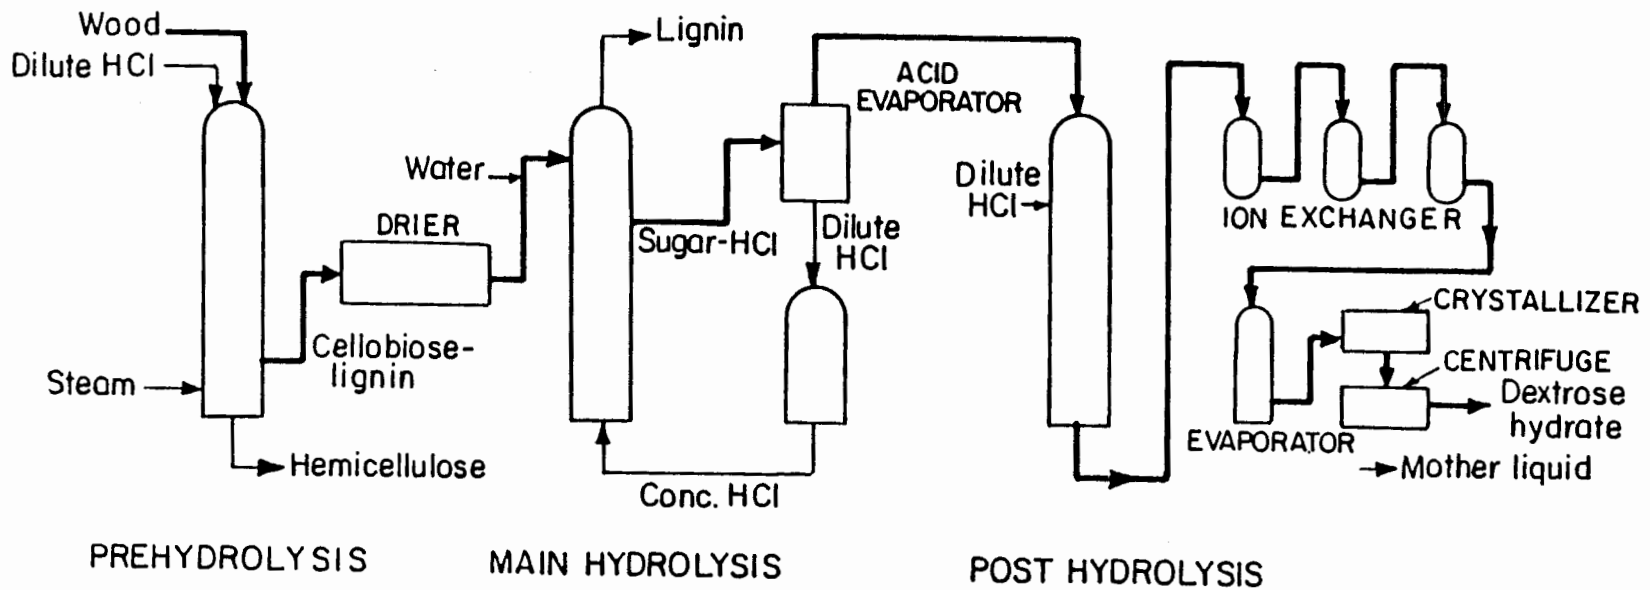 Wood
Dilute HCl
Steam
Hemicellulose
Cellobiose-
lignin
DRIER
Water
Lignin
Sugar-HCl
ACID
EVAPORATOR
Dilute
HCl
Conc. HCl
Dilute
HCl
ION EXCHANGER
EVAPORATOR
CRYSTALLIZER
CENTRIFUGE
Dextrose
hydrate
Mother liquid
PREHYDROLYSIS
MAIN HYDROLYSIS
POST HYDROLYSIS